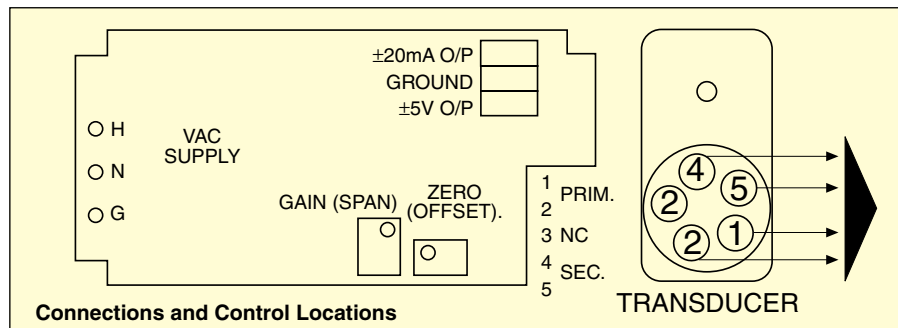 ±20mA O/P
GROUND
±5V O/P
H
N
G
VAC
SUPPLY
GAIN (SPAN)
ZERO
(OFFSET).
1
2
3
4
5
PRIM.
NC
SEC.
4
5
2
1
2
TRANSDUCER
Connections and Control Locations